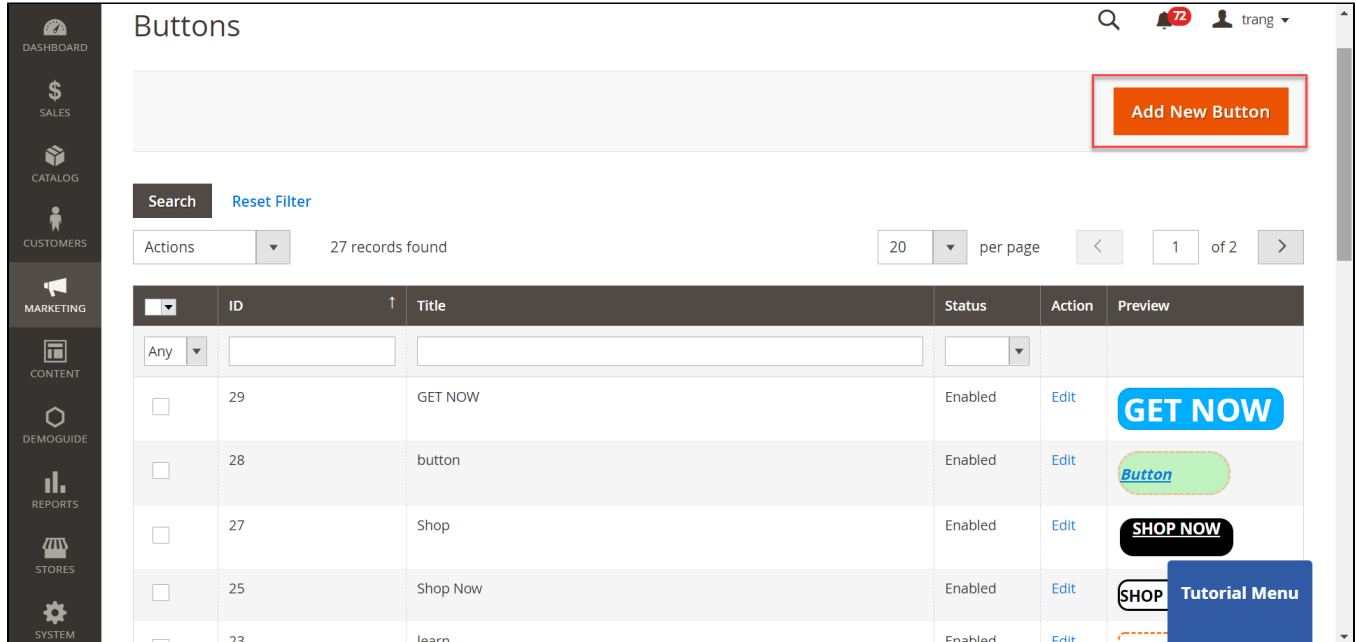 Buttons
72
trang
DASHBOARD
SALES
CATALOG
CUSTOMERS
MARKETING
CONTENT
DEMOGUIDE
REPORTS
STORES
SYSTEM
Add New Button
Search Reset Filter
Actions 27 records found 20 per page 1 of 2
ID ↑ Title Status Action Preview
Any
29 GET NOW Enabled Edit GET NOW
28 button Enabled Edit Button
27 Shop Enabled Edit SHOP NOW
25 Shop Now Enabled Edit SHOP
Tutorial Menu
23 learn Enabled Edit